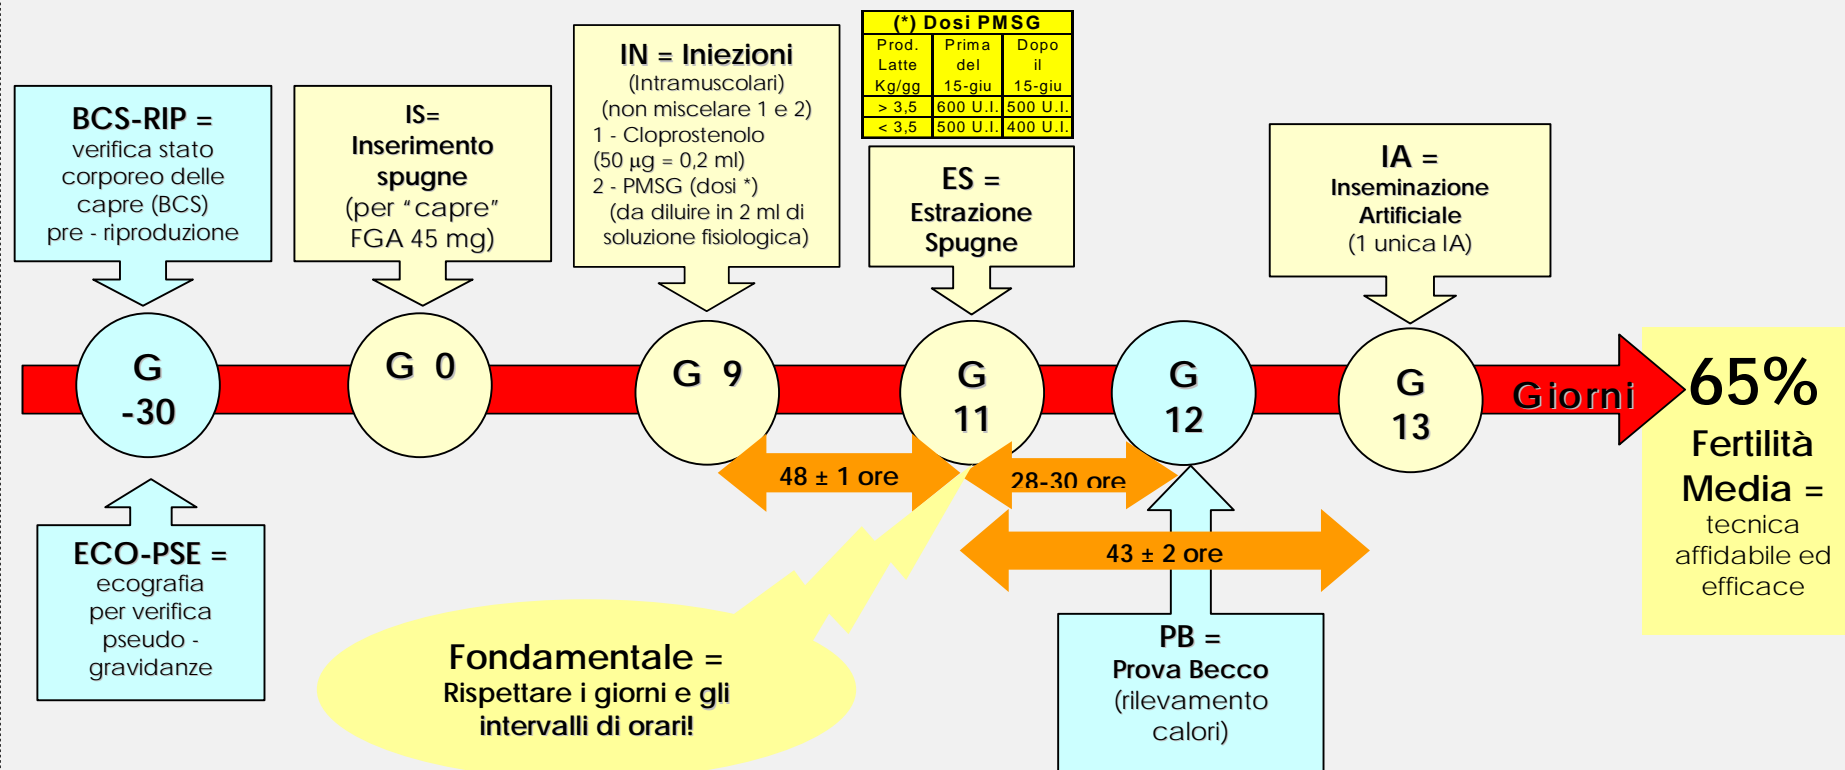 BCS-RIP =
verifica stato
corporeo delle
capre (BCS)
pre - riproduzione
IS=
Inserimento
spugne
(per “capre”
FGA 45 mg)
IN = Iniezioni
(Intramuscolari)
(non miscelare 1 e 2)
1 - Cloprostenolo
(50 μg = 0,2 ml)
2 - PMSG (dosi *)
(da diluire in 2 ml di
soluzione fisiologica)
(*) Dosi PMSG
Prod. Prima Dopo
Latte del il
Kg/gg 15-giu 15-giu
> 3,5 600 U.I. 500 U.I.
< 3,5 500 U.I. 400 U.I.
ES =
Estrazione
Spugne
IA =
Inseminazione
Artificiale
(1 unica IA)
G
-30
G 0
G 9
G
11
G
12
G
13
Giorni
65%
Fertilità
Media =
tecnica
affidabile ed
efficace
48 ± 1 ore
28-30 ore
43 ± 2 ore
ECO-PSE =
ecografia
per verifica
pseudo -
gravidanze
Fondamentale =
Rispettare i giorni e gli
intervalli di orari!
PB =
Prova Becco
(rilevamento
calori)